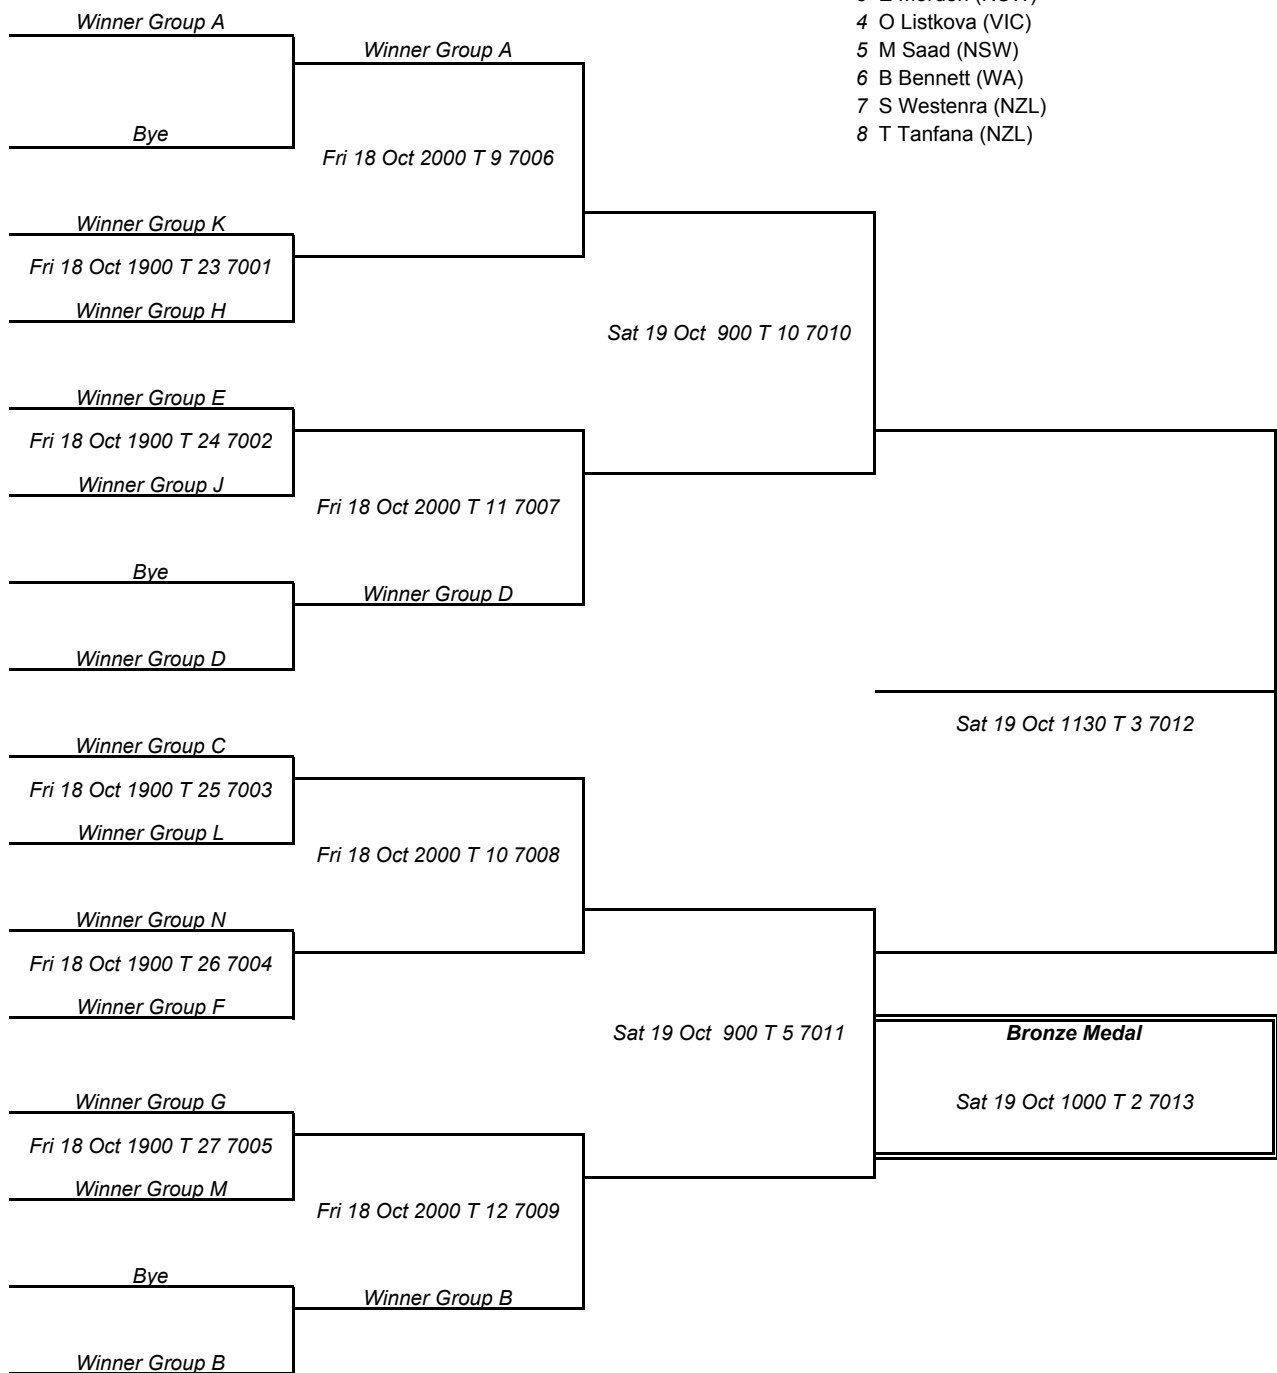 4 O Listkova (VIC)
5 M Saad (NSW)
6 B Bennett (WA)
7 S Westenra (NZL)
8 T Tanfana (NZL)
Winner Group A
Winner Group A
Bye
Fri 18 Oct 2000 T 9 7006
Winner Group K
Fri 18 Oct 1900 T 23 7001
Winner Group H
Sat 19 Oct 900 T 10 7010
Winner Group E
Fri 18 Oct 1900 T 24 7002
Winner Group J
Fri 18 Oct 2000 T 11 7007
Bye
Winner Group D
Winner Group D
Sat 19 Oct 1130 T 3 7012
Winner Group C
Fri 18 Oct 1900 T 25 7003
Winner Group L
Fri 18 Oct 2000 T 10 7008
Winner Group N
Fri 18 Oct 1900 T 26 7004
Winner Group F
Sat 19 Oct 900 T 5 7011
Bronze Medal
Sat 19 Oct 1000 T 2 7013
Winner Group G
Fri 18 Oct 1900 T 27 7005
Winner Group M
Fri 18 Oct 2000 T 12 7009
Bye
Winner Group B
Winner Group B